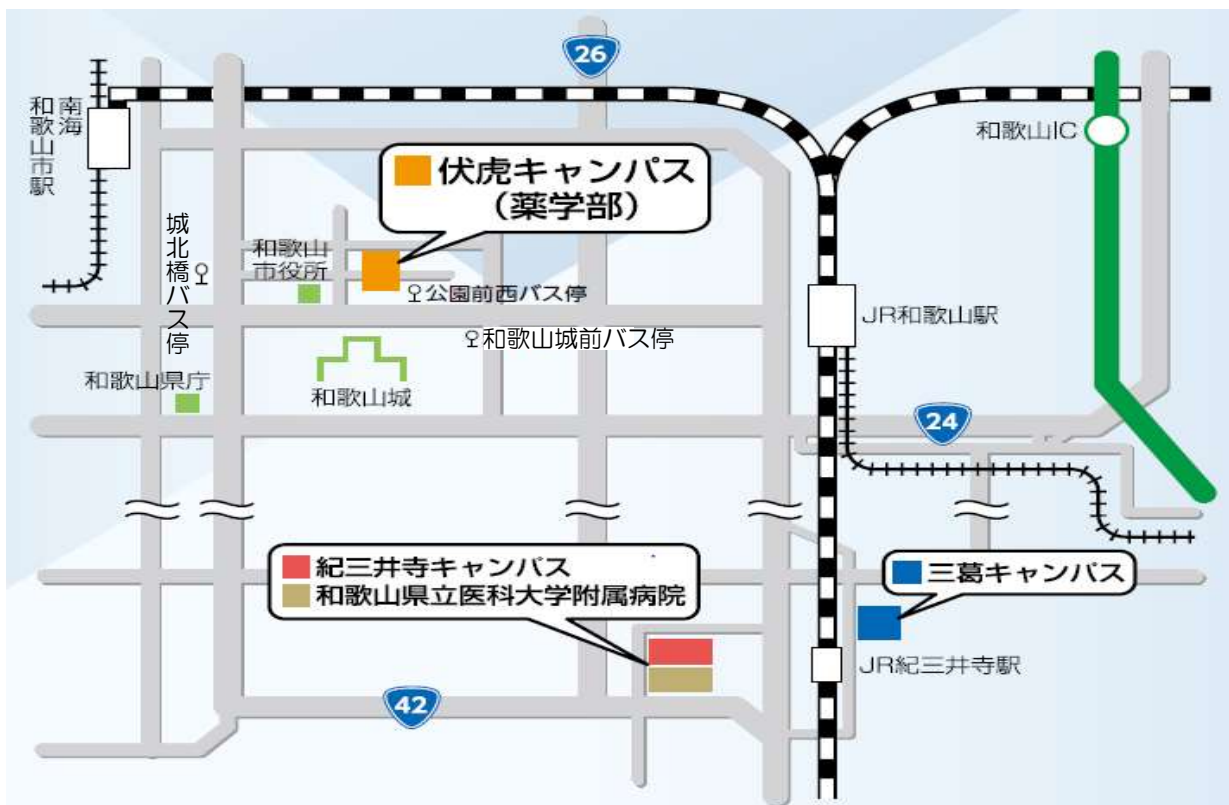 26
南海
和歌山市駅
和歌山IC
伏虎キャンパス
（薬学部）
城北橋バス停
和歌山
市役所
公園前西バス停
JR和歌山駅
和歌山城前バス停
和歌山県庁
和歌山城
24
紀三井寺キャンパス
和歌山県立医科大学附属病院
三葛キャンパス
JR紀三井寺駅
42